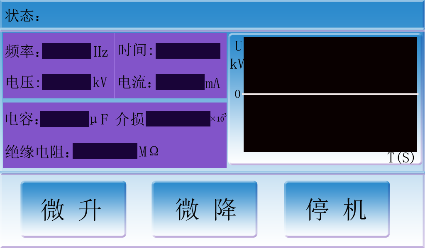 状态:
频率: Hz 时间:
电压: kV 电流: mA
电容: μF 介损 ×10
绝缘电阻: MΩ
U
kV
0
T(S)
微 升 微 降 停 机